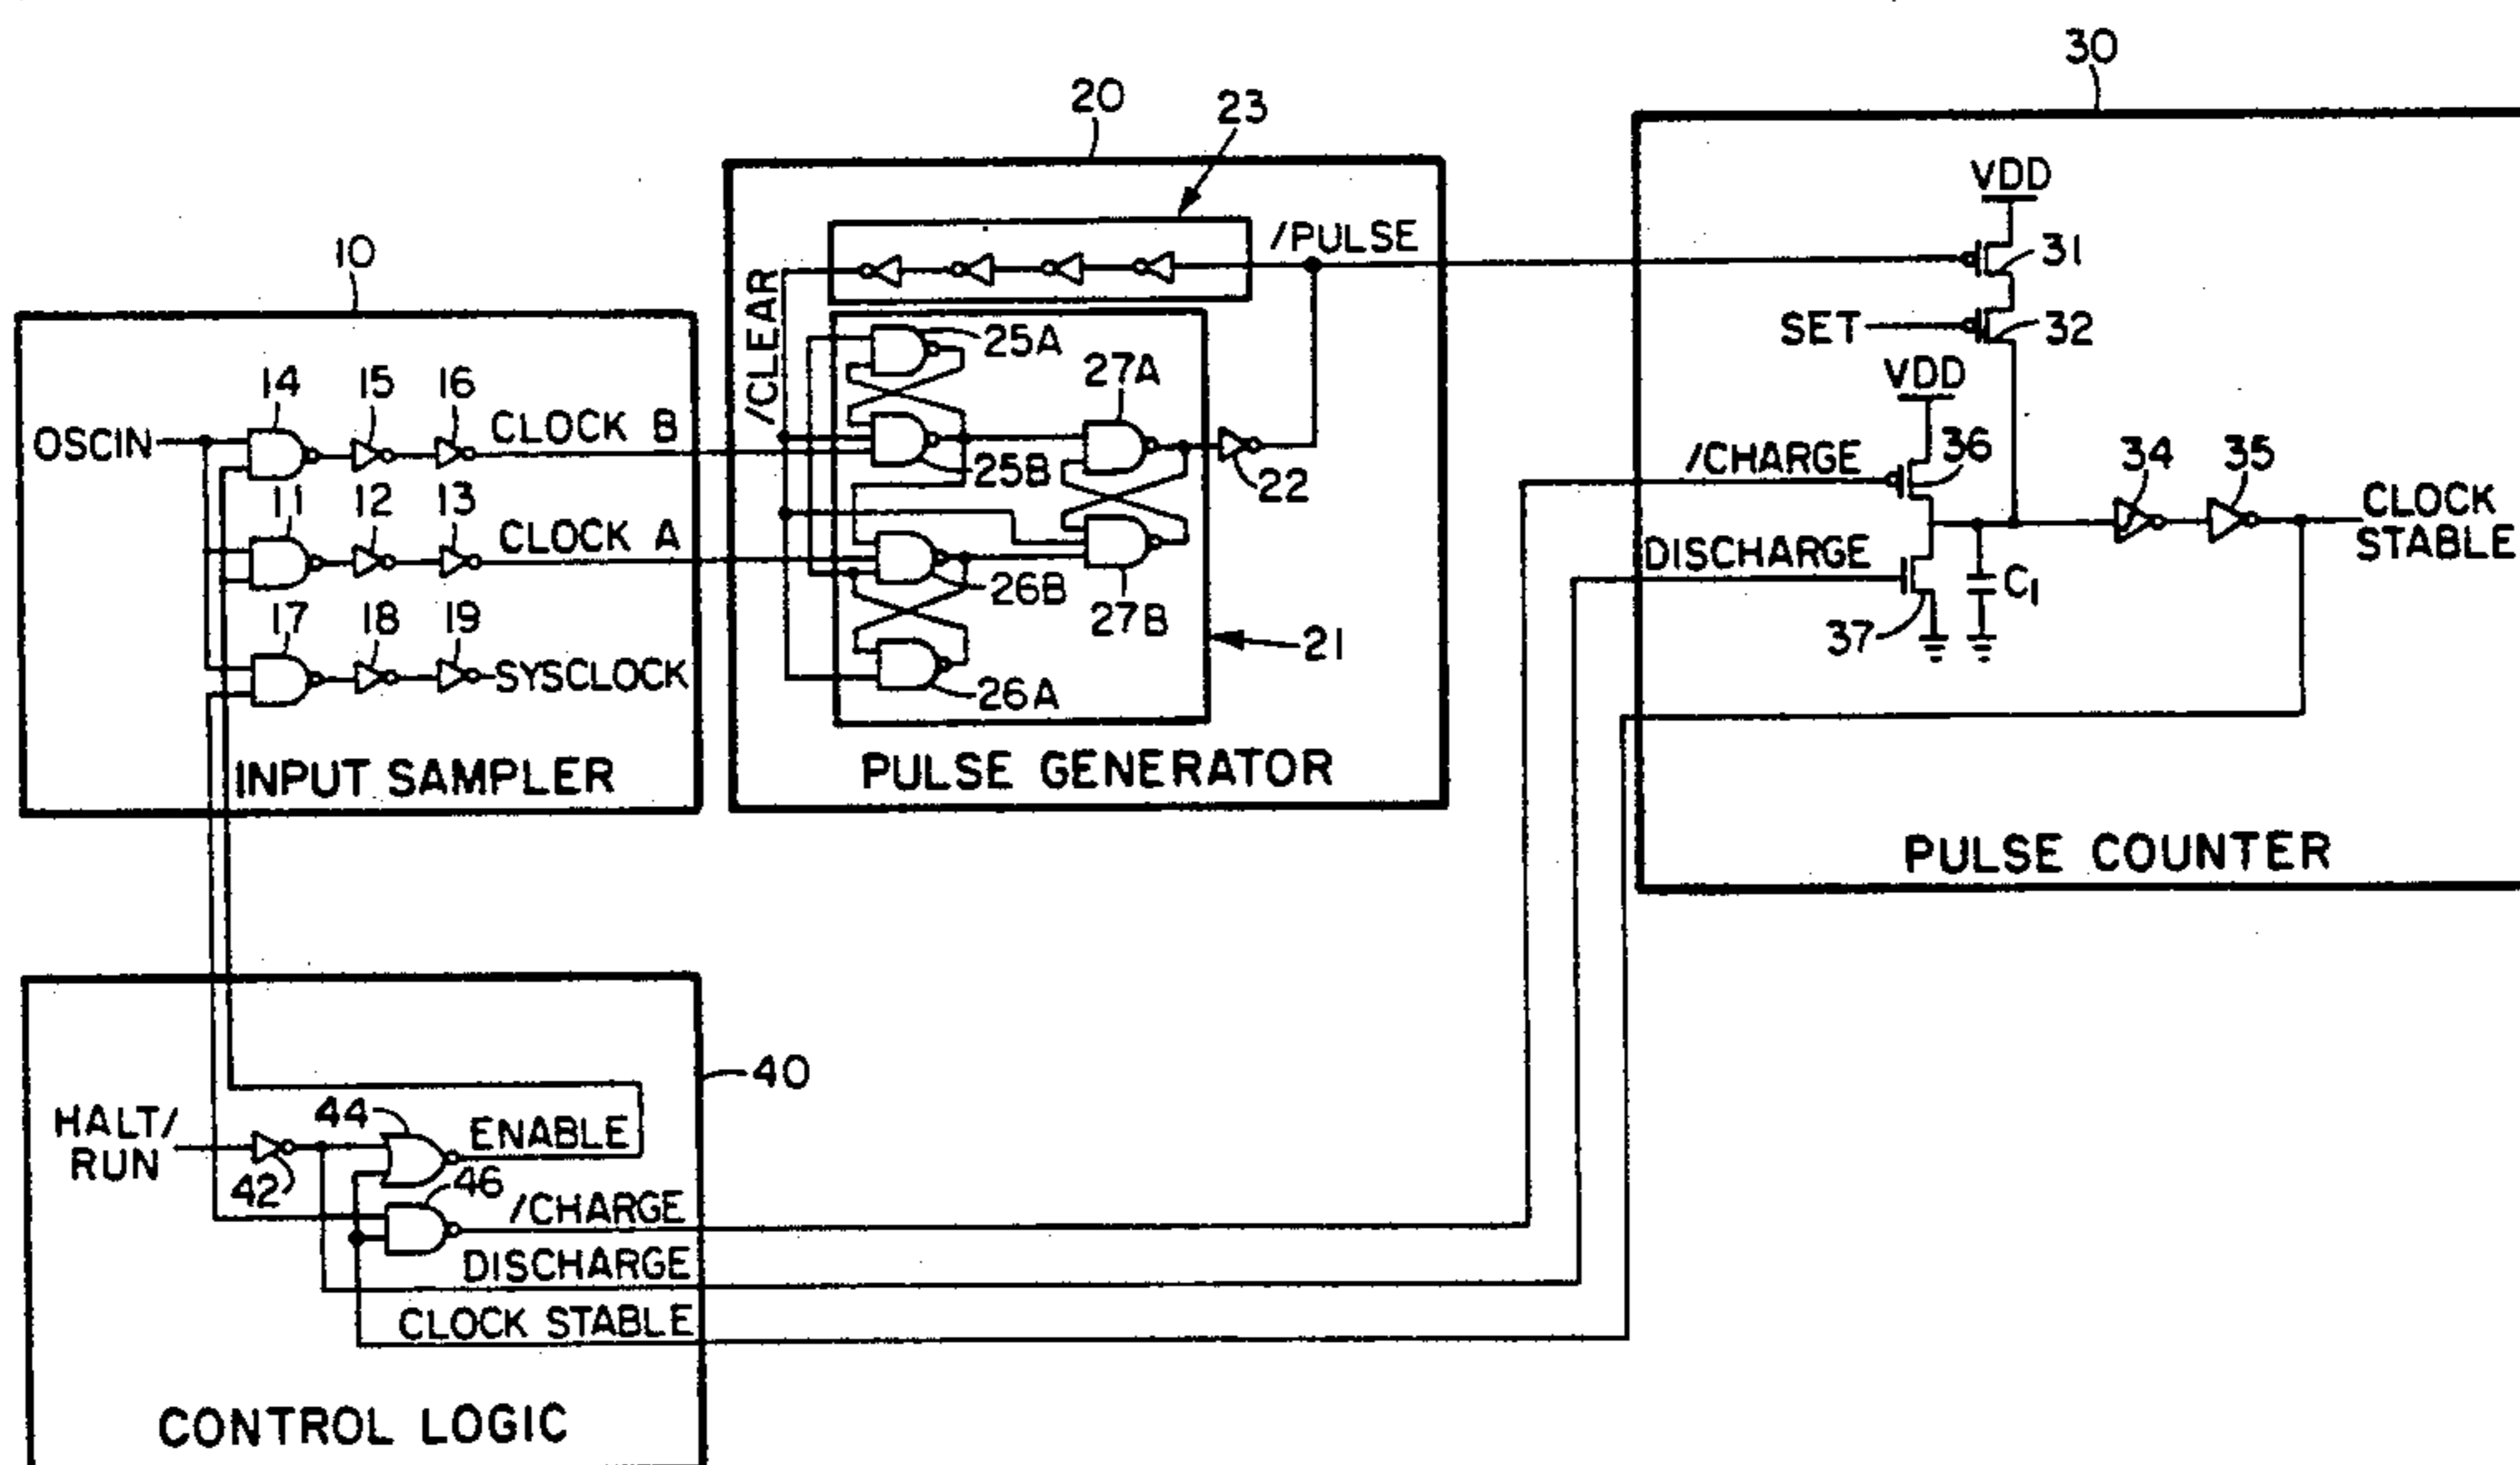 30
20
23
VDD
/PULSE
31
10
SET
32
/CLEAR
25A
VDD
27A
14
15
16
OSCIN
CLOCK B
/CHARGE
36
34
35
25B
22
11
12
13
CLOCK A
CLOCK
STABLE
DISCHARGE
26B
C1
17
18
19
27B
37
21
SYSCLOCK
26A
INPUT SAMPLER
PULSE GENERATOR
PULSE COUNTER
40
HALT/
RUN
44
ENABLE
42
46
/CHARGE
DISCHARGE
CLOCK STABLE
CONTROL LOGIC